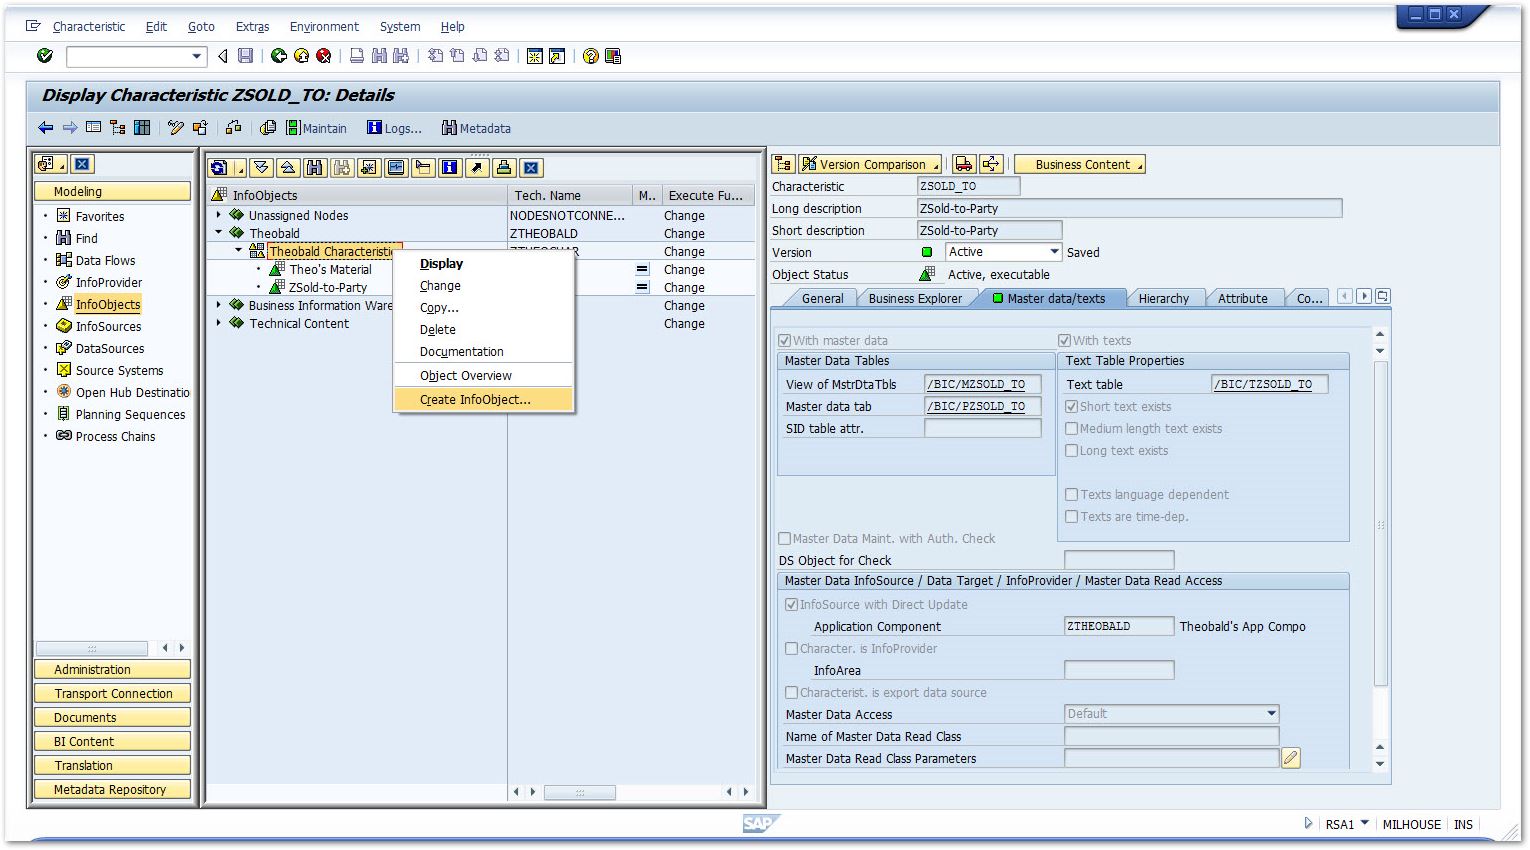 Characteristic Edit Goto Extras Environment System Help
Display Characteristic ZSOLD_TO: Details
Maintain Logs... Metadata
Modeling
Favorites
Find
Data Flows
InfoProvider
InfoObjects
InfoSources
DataSources
Source Systems
Open Hub Destinatio
Planning Sequences
Process Chains
Administration
Transport Connection
Documents
BI Content
Translation
Metadata Repository
InfoObjects Tech. Name M.. Execute Fu...
Unassigned Nodes NODESNOTCONNE... Change
Theobald ZTHEOBALD Change
Theobald Characteristic Change
Theo's Material Change
ZSold-to-Party Change
Business Information Ware Change
Technical Content Change
Display
Change
Copy...
Delete
Documentation
Object Overview
Create InfoObject...
Version Comparison Business Content
Characteristic ZSOLD_TO
Long description ZSold-to-Party
Short description ZSold-to-Party
Version Active Saved
Object Status Active, executable
General Business Explorer Master data/texts Hierarchy Attribute Co...
With master data With texts
Master Data Tables Text Table Properties
View of MstrDtaTbls /BIC/MZSOLD_TO Text table /BIC/TZSOLD_TO
Master data tab /BIC/PZSOLD_TO Short text exists
SID table attr. Medium length text exists
Long text exists
Texts language dependent
Texts are time-dep.
Master Data Maint. with Auth. Check
DS Object for Check
Master Data InfoSource / Data Target / InfoProvider / Master Data Read Access
InfoSource with Direct Update
Application Component ZTHEOBALD Theobald's App Compo
Character. is InfoProvider
InfoArea
Characterist. is export data source
Master Data Access Default
Name of Master Data Read Class
Master Data Read Class Parameters
SAP RSA1 MILHOUSE INS